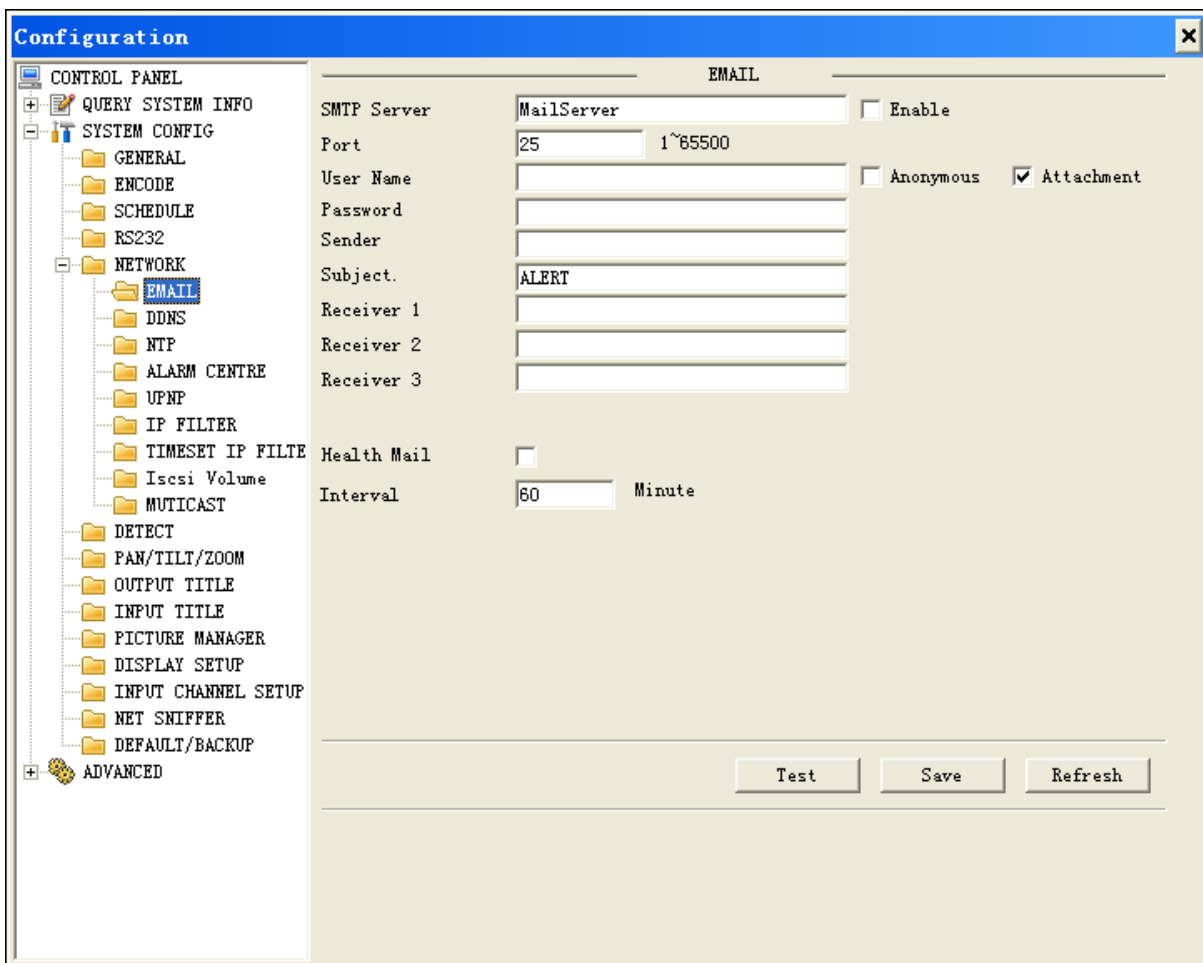 Configuration
CONTROL PANEL
QUERY SYSTEM INFO
SYSTEM CONFIG
GENERAL
ENCODE
SCHEDULE
RS232
NETWORK
EMAIL
DDNS
NTP
ALARM CENTRE
UPNP
IP FILTER
TIMESET IP FILTE
Iscsi Volume
MUTICAST
DETECT
PAN/TILT/ZOOM
OUTPUT TITLE
INPUT TITLE
PICTURE MANAGER
DISPLAY SETUP
INPUT CHANNEL SETUP
NET SNIFFER
DEFAULT/BACKUP
ADVANCED
EMAIL
SMTP Server MailServer Enable
Port 25 1~65500
User Name Anonymous Attachment
Password
Sender
Subject. ALERT
Receiver 1
Receiver 2
Receiver 3
Health Mail
Interval 60 Minute
Test Save Refresh